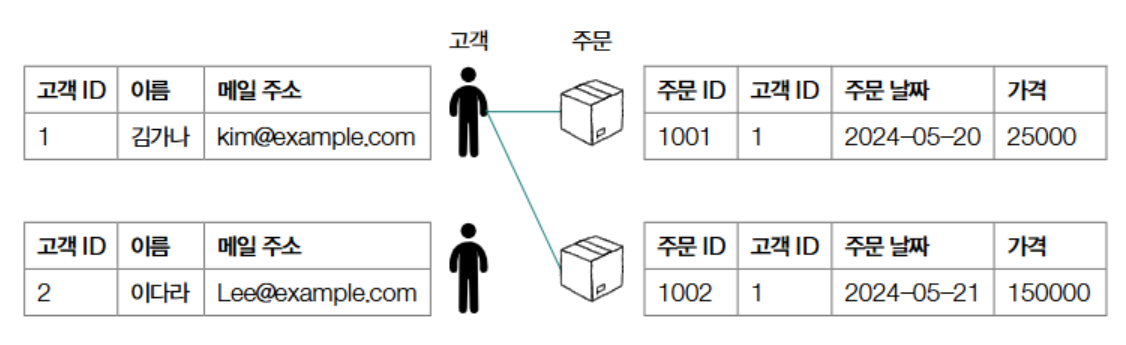 고객 주문
고객 ID 이름 메일 주소 주문 ID 고객 ID 주문 날짜 가격
1 김가나 kim@example.com 1001 1 2024-05-20 25000
고객 ID 이름 메일 주소 주문 ID 고객 ID 주문 날짜 가격
2 이다라 Lee@example.com 1002 1 2024-05-21 150000